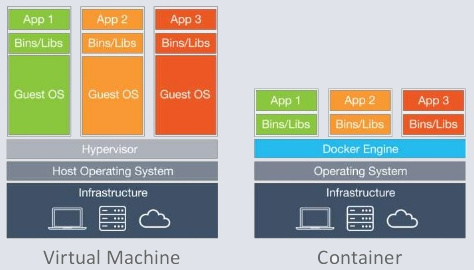 App 1 App 2 App 3
Bins/Libs Bins/Libs Bins/Libs
Guest OS Guest OS Guest OS
Hypervisor
Host Operating System
Infrastructure
Virtual Machine
App 1 App 2 App 3
Bins/Libs Bins/Libs Bins/Libs
Docker Engine
Operating System
Infrastructure
Container